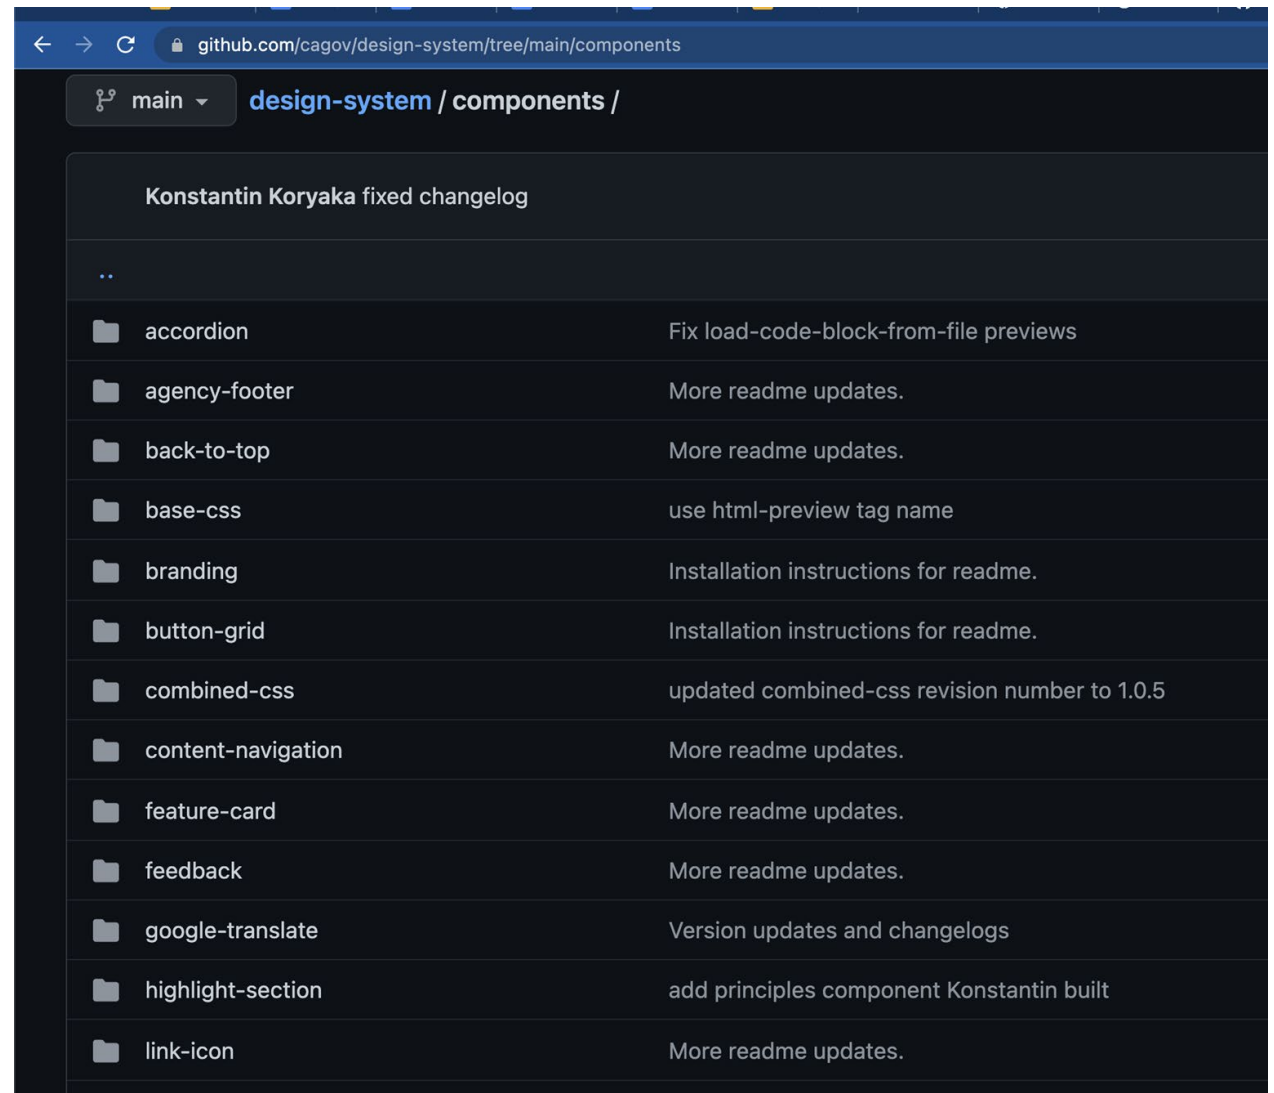 github.com/cagov/design-system/tree/main/components
main design-system / components /
Konstantin Koryaka fixed changelog
..
accordion Fix load-code-block-from-file previews
agency-footer More readme updates.
back-to-top More readme updates.
base-css use html-preview tag name
branding Installation instructions for readme.
button-grid Installation instructions for readme.
combined-css updated combined-css revision number to 1.0.5
content-navigation More readme updates.
feature-card More readme updates.
feedback More readme updates.
google-translate Version updates and changelogs
highlight-section add principles component Konstantin built
link-icon More readme updates.